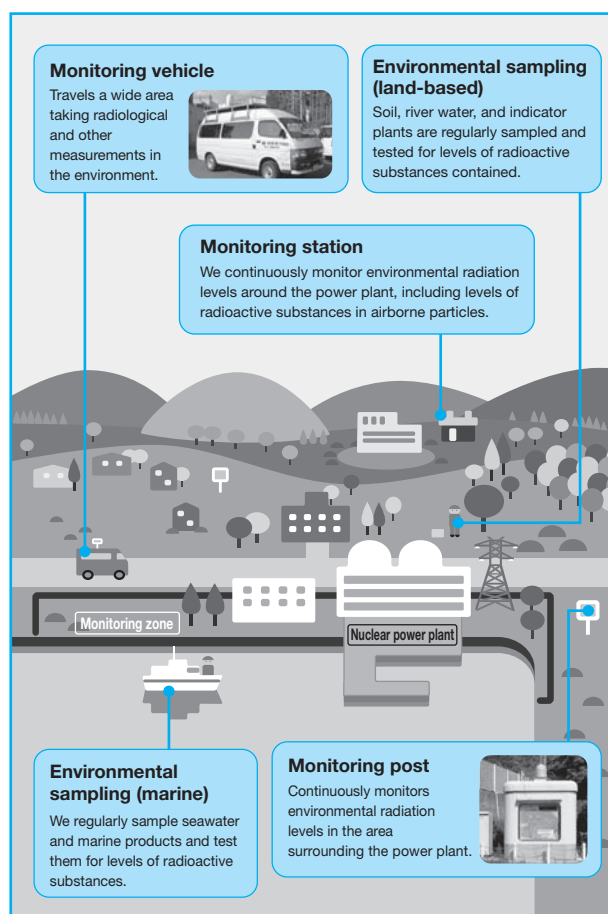 Monitoring vehicle
Travels a wide area
taking radiological
and other
measurements in
the environment.
Environmental sampling
(land-based)
Soil, river water, and indicator
plants are regularly sampled and
tested for levels of radioactive
substances contained.
Monitoring station
We continuously monitor environmental radiation
levels around the power plant, including levels of
radioactive substances in airborne particles.
Monitoring zone
Nuclear power plant
Environmental
sampling (marine)
We regularly sample seawater
and marine products and test
them for levels of radioactive
substances.
Monitoring post
Continuously monitors
environmental radiation
levels in the area
surrounding the power plant.